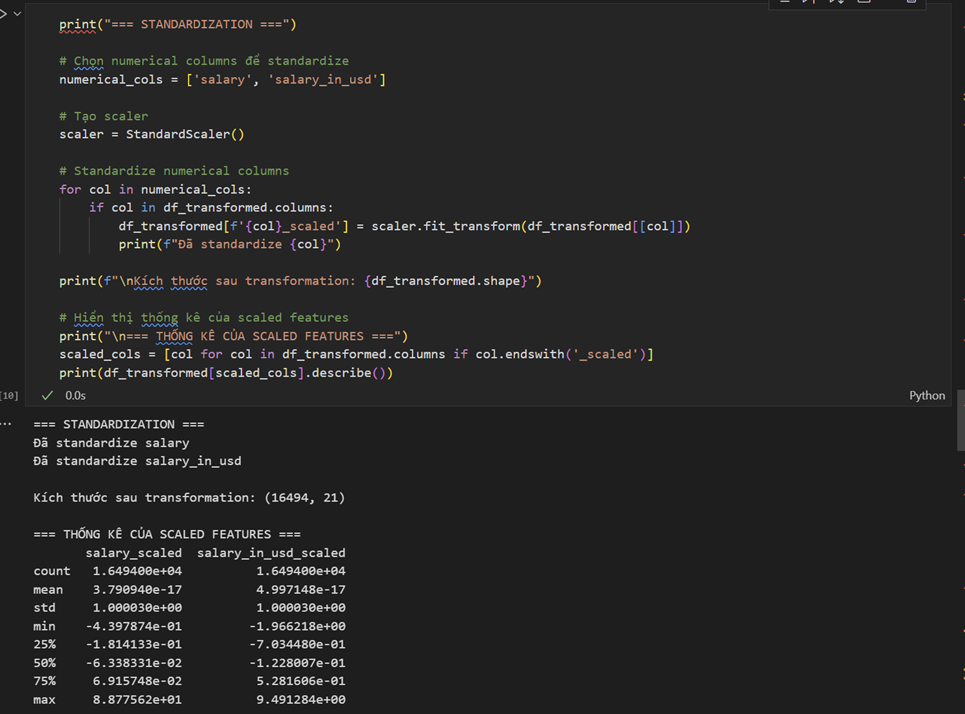 print("=== STANDARDIZATION ===")
# Chọn numerical columns để standardize
numerical_cols = ['salary', 'salary_in_usd']
# Tạo scaler
scaler = StandardScaler()
# Standardize numerical columns
for col in numerical_cols:
if col in df_transformed.columns:
df_transformed[f'{col}_scaled'] = scaler.fit_transform(df_transformed[[col]])
print(f"Đã standardize {col}")
print(f"\nKích thước sau transformation: {df_transformed.shape}")
# Hiển thị thống kê của scaled features
print("\n=== THỐNG KÊ CỦA SCALED FEATURES ===")
scaled_cols = [col for col in df_transformed.columns if col.endswith('_scaled')]
print(df_transformed[scaled_cols].describe())
[10] 0.0s Python
=== STANDARDIZATION ===
Đã standardize salary
Đã standardize salary_in_usd
Kích thước sau transformation: (16494, 21)
=== THỐNG KÊ CỦA SCALED FEATURES ===
salary_scaled salary_in_usd_scaled
count 1.649400e+04 1.649400e+04
mean 3.790940e-17 4.997148e-17
std 1.000030e+00 1.000030e+00
min -4.397874e-01 -1.966218e+00
25% -1.814133e-01 -7.034480e-01
50% -6.338331e-02 -1.228007e-01
75% 6.915748e-02 5.281606e-01
max 8.877562e+01 9.491284e+00